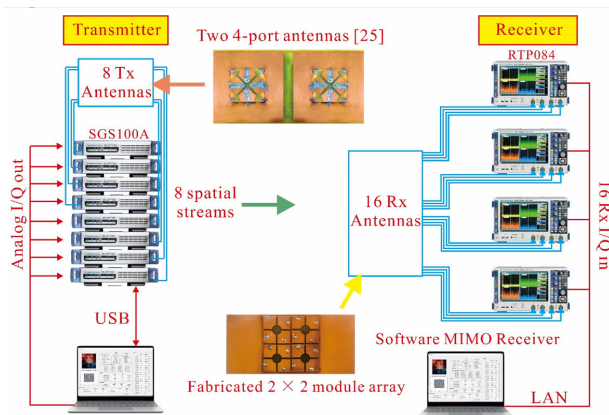 Transmitter
Receiver
Two 4-port antennas [25]
RTP084
8 Tx
Antennas
SGS100A
Analog I/Q out
8 spatial
streams
16 Rx
Antennas
16 Rx I/Q in
USB
Software MIMO Receiver
Fabricated 2 × 2 module array
LAN